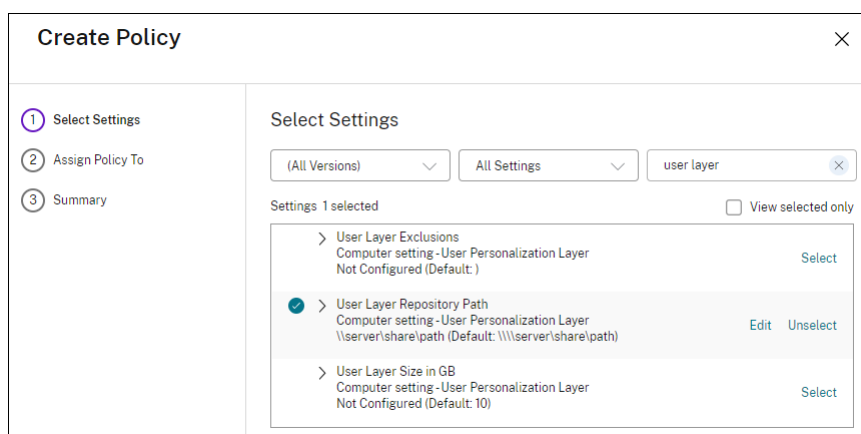 Create Policy
1 Select Settings
2 Assign Policy To
3 Summary
Select Settings
(All Versions) All Settings user layer
Settings 1 selected View selected only
User Layer Exclusions
Computer setting - User Personalization Layer
Not Configured (Default: )
Select
User Layer Repository Path
Computer setting - User Personalization Layer
\\server\share\path (Default: \\\\server\share\path)
Edit Unselect
User Layer Size in GB
Computer setting - User Personalization Layer
Not Configured (Default: 10)
Select